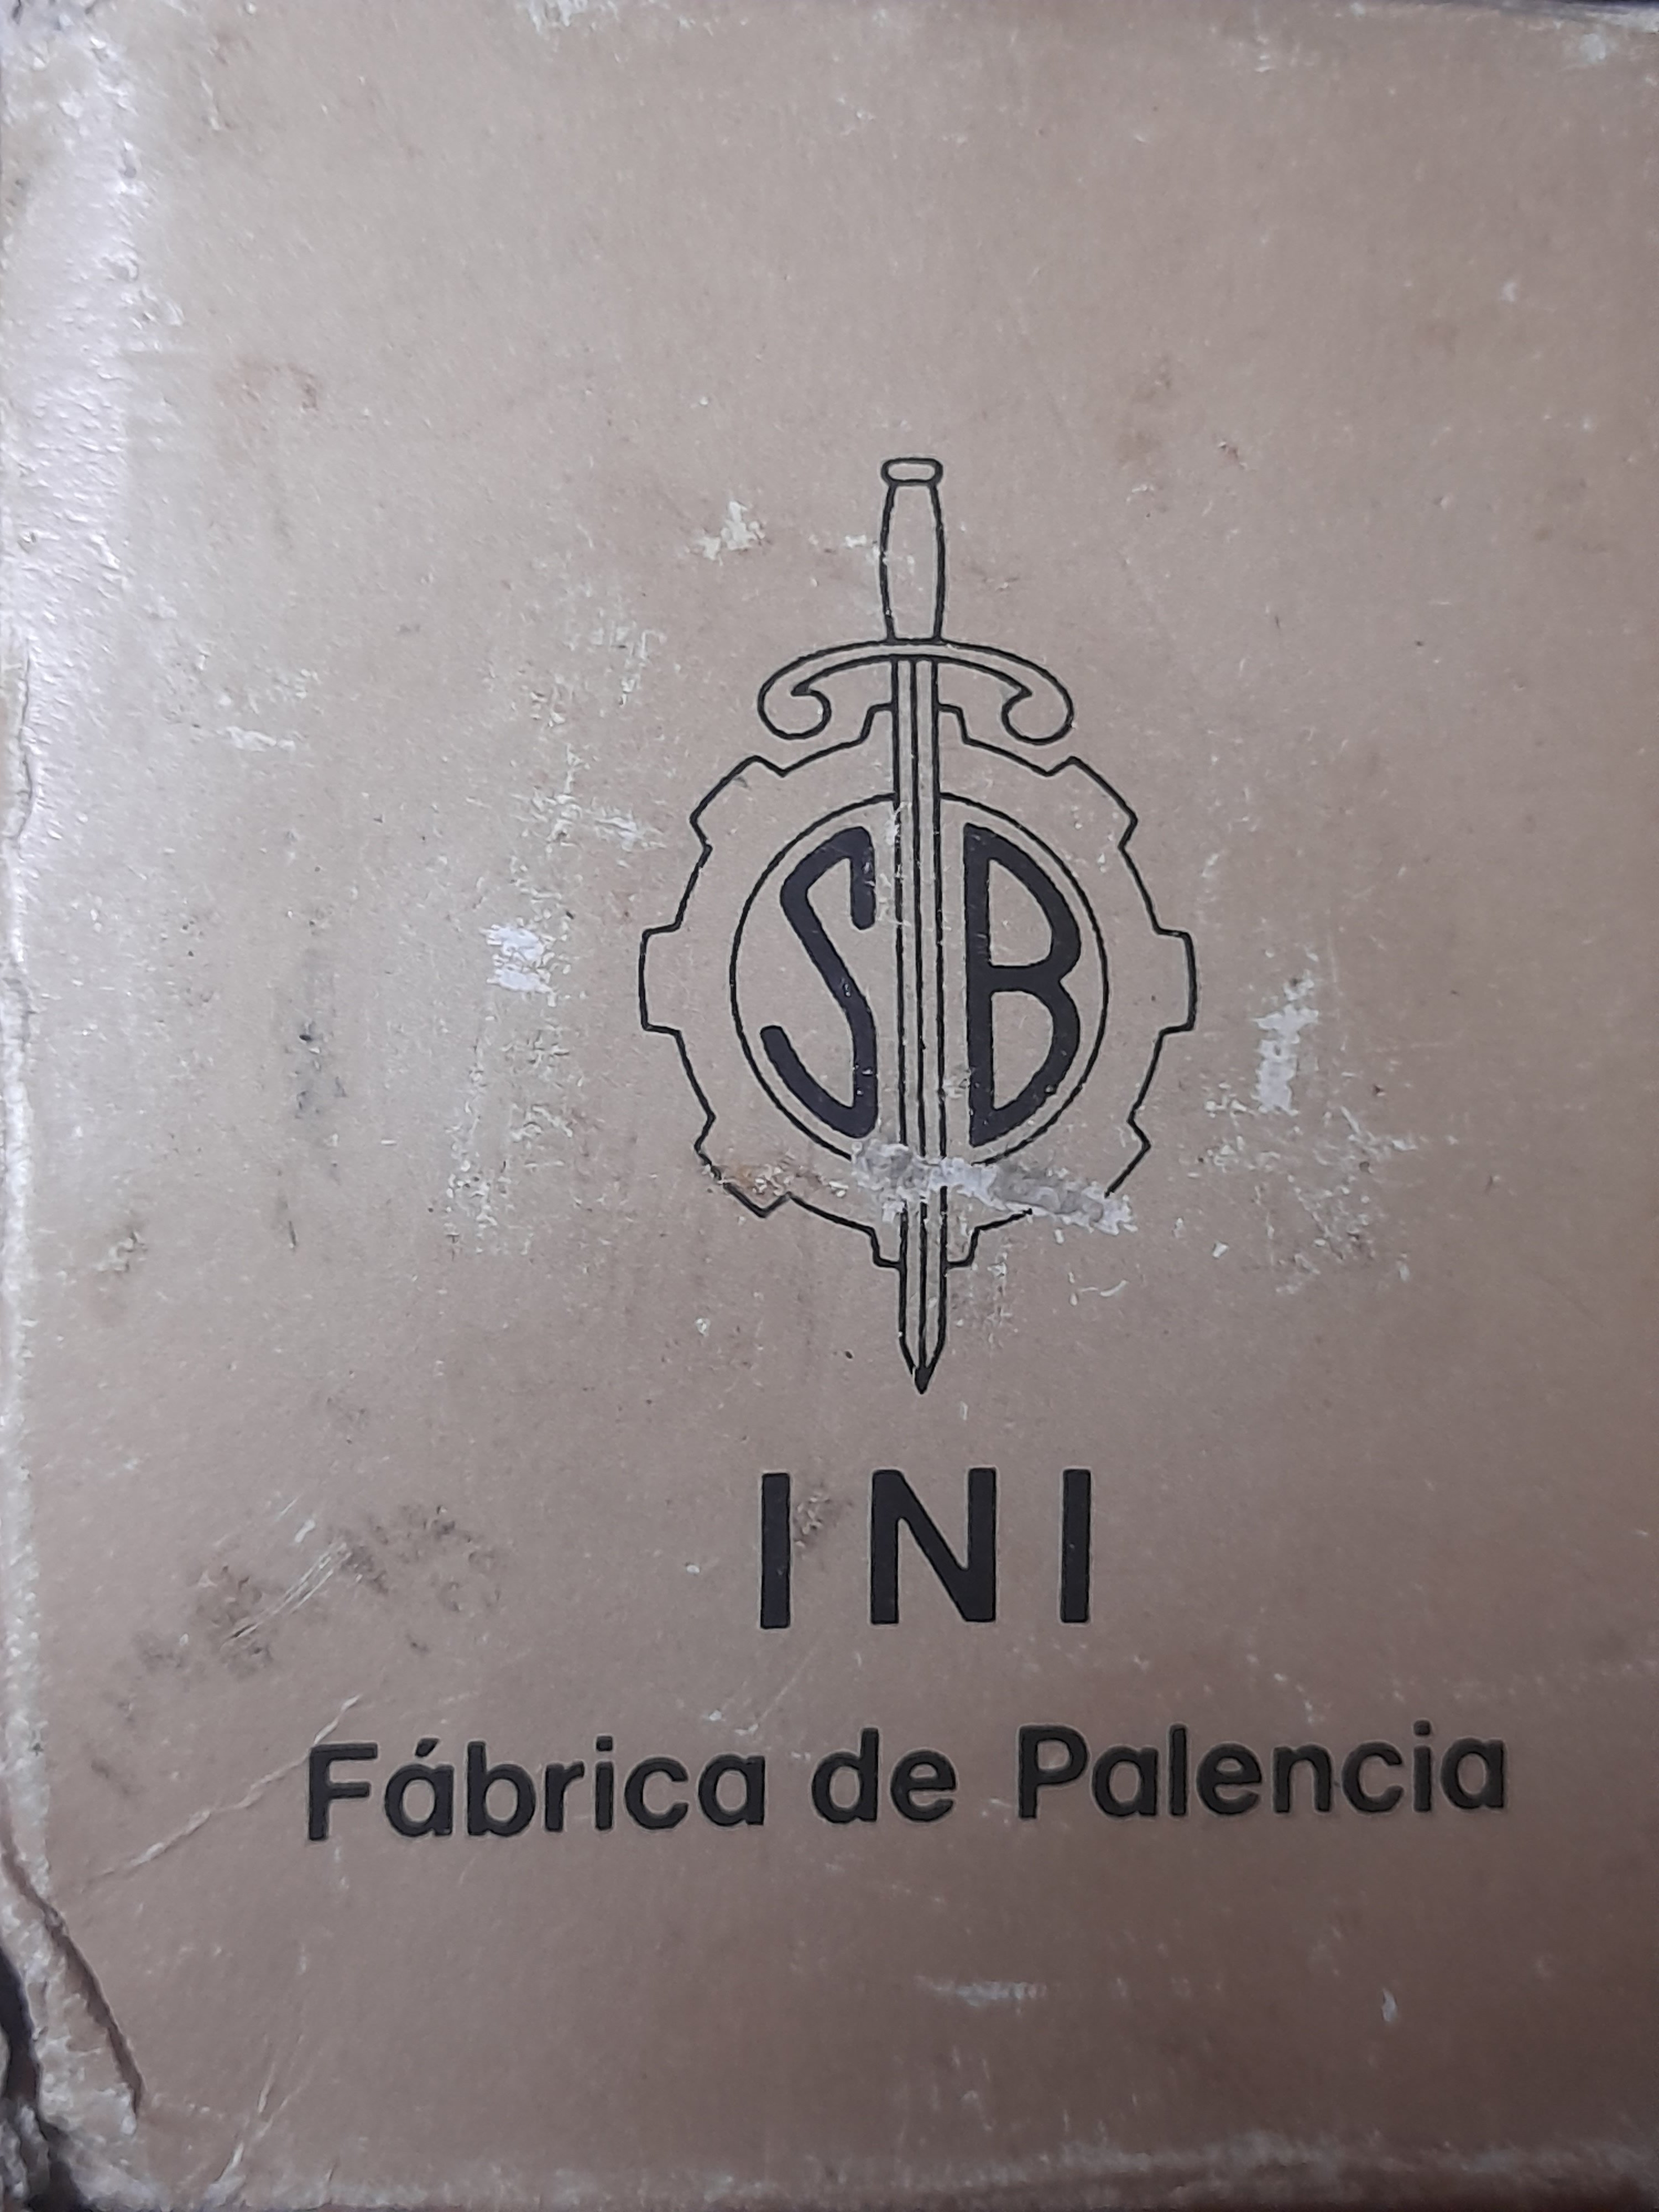 SB
INI
Fábrica de Palencia